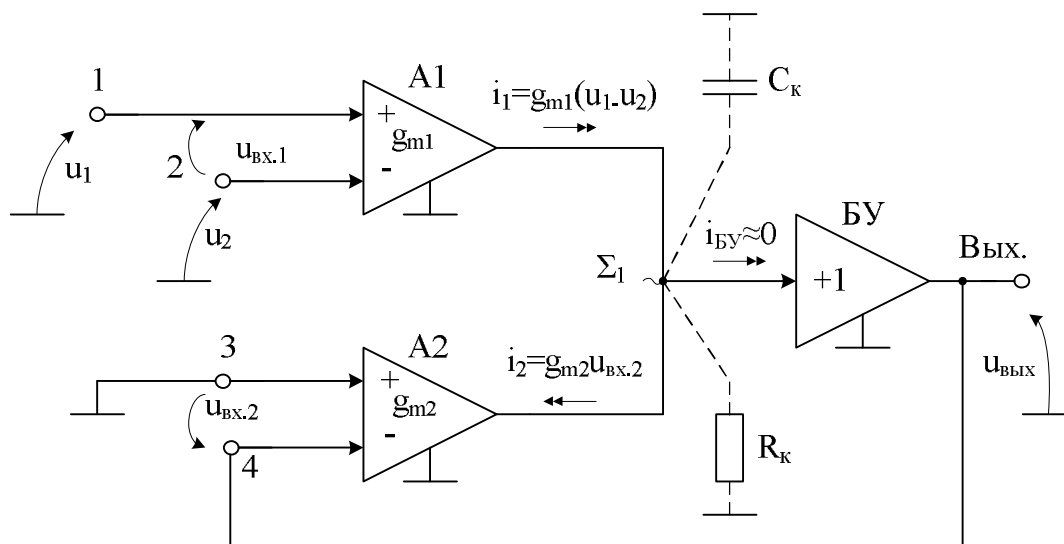 1
A1
i₁=gₘ₁(u₁-u₂)
Cк
+
gm1
-
u₁
2
uвх.1
u₂
Σ₁
iБУ≈0
БУ
+1
Вых.
uвых
3
A2
i₂=gm2uвх.2
+
gm2
-
uвх.2
4
Rк